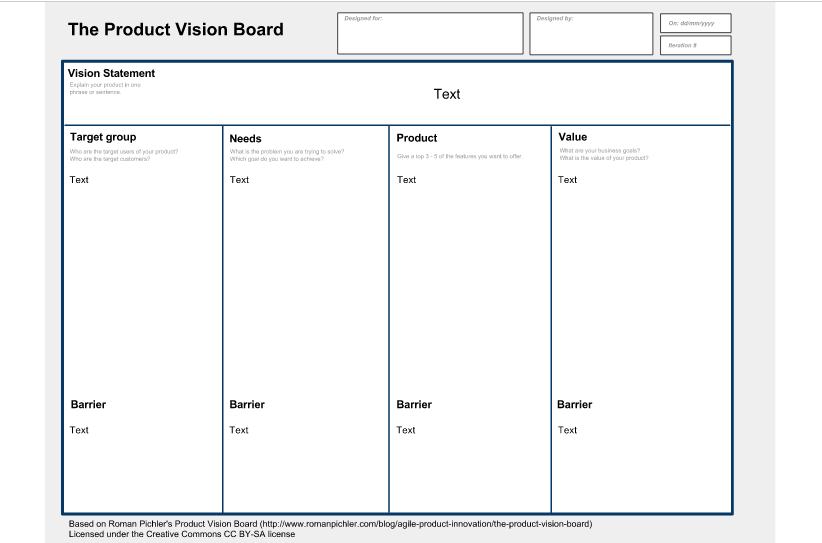 The Product Vision Board
Designed for:
Designed by:
On: dd/mm/yyyy
Iteration #
Vision Statement
Explain your product in one
phrase or sentence.
Text
Target group
Who are the target users of your product?
Who are the target customers?
Text
Needs
What is the problem you are trying to solve?
Which goal do you want to achieve?
Text
Product
Give a top 3 - 5 of the features you want to offer.
Text
Value
What are your business goals?
What is the value of your product?
Text
Barrier
Text
Barrier
Text
Barrier
Text
Barrier
Text
Based on Roman Pichler's Product Vision Board (http://www.romanpichler.com/blog/agile-product-innovation/the-product-vision-board)
Licensed under the Creative Commons CC BY-SA license